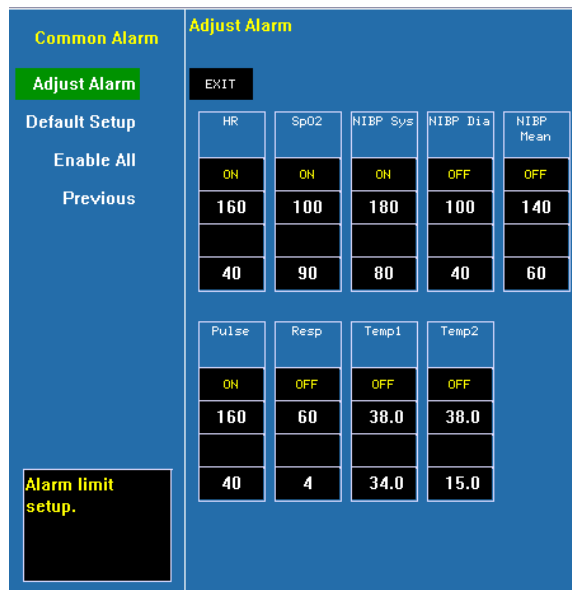 Common Alarm
Adjust Alarm
Default Setup
Enable All
Previous
Alarm limit
setup.
Adjust Alarm
EXIT
HR SpO2 NIBP Sys NIBP Dia NIBP
Mean
ON ON ON OFF OFF
160 100 180 100 140
40 90 80 40 60
Pulse Resp Temp1 Temp2
ON OFF OFF OFF
160 60 38.0 38.0
40 4 34.0 15.0